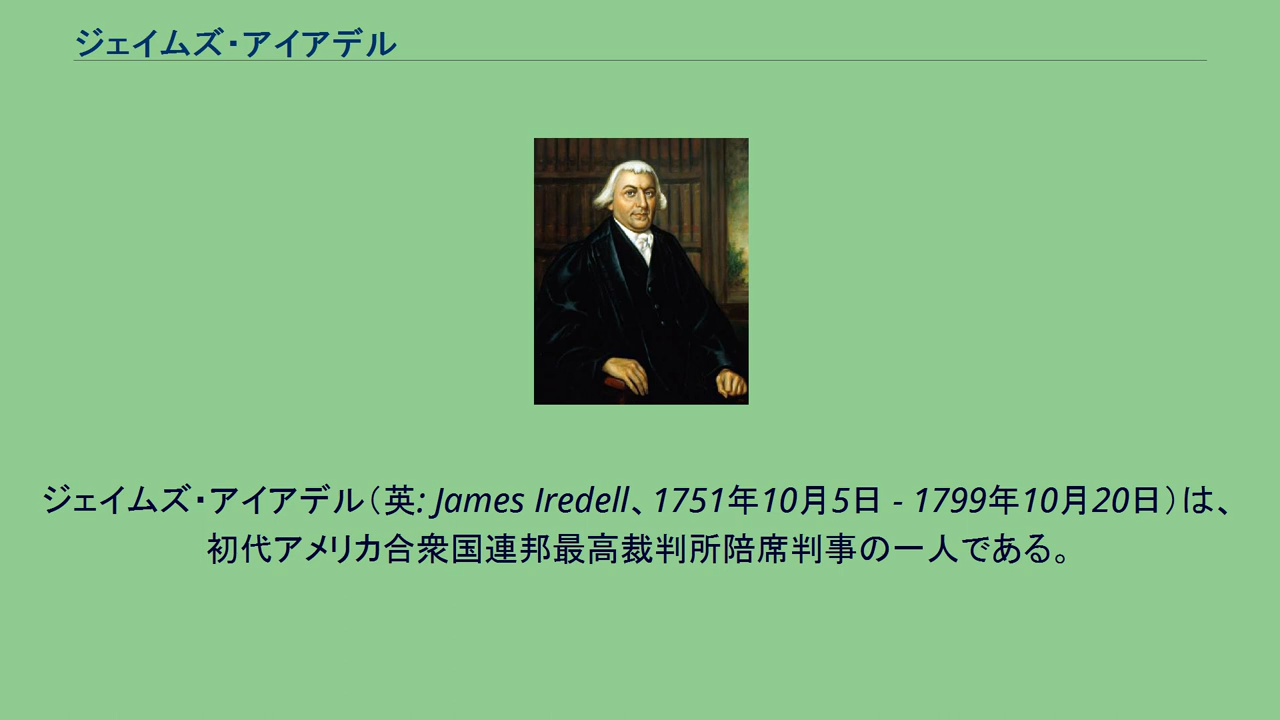 ジェイムズ・アイアデル
ジェイムズ・アイアデル（英: James Iredell、1751年10月5日 - 1799年10月20日）は、
初代アメリカ合衆国連邦最高裁判所陪席判事の一人である。